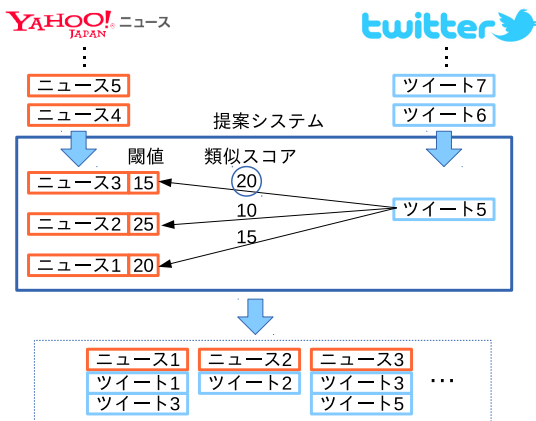 YAHOO! JAPAN ニュース
twitter
ニュース5
ツイート7
ニュース4
ツイート6
提案システム
閾値 類似スコア
ニュース3 15
20
ツイート5
ニュース2 25
10
ニュース1 20
15
ニュース1 ニュース2 ニュース3
ツイート1 ツイート2 ツイート3 …
ツイート3 ツイート5